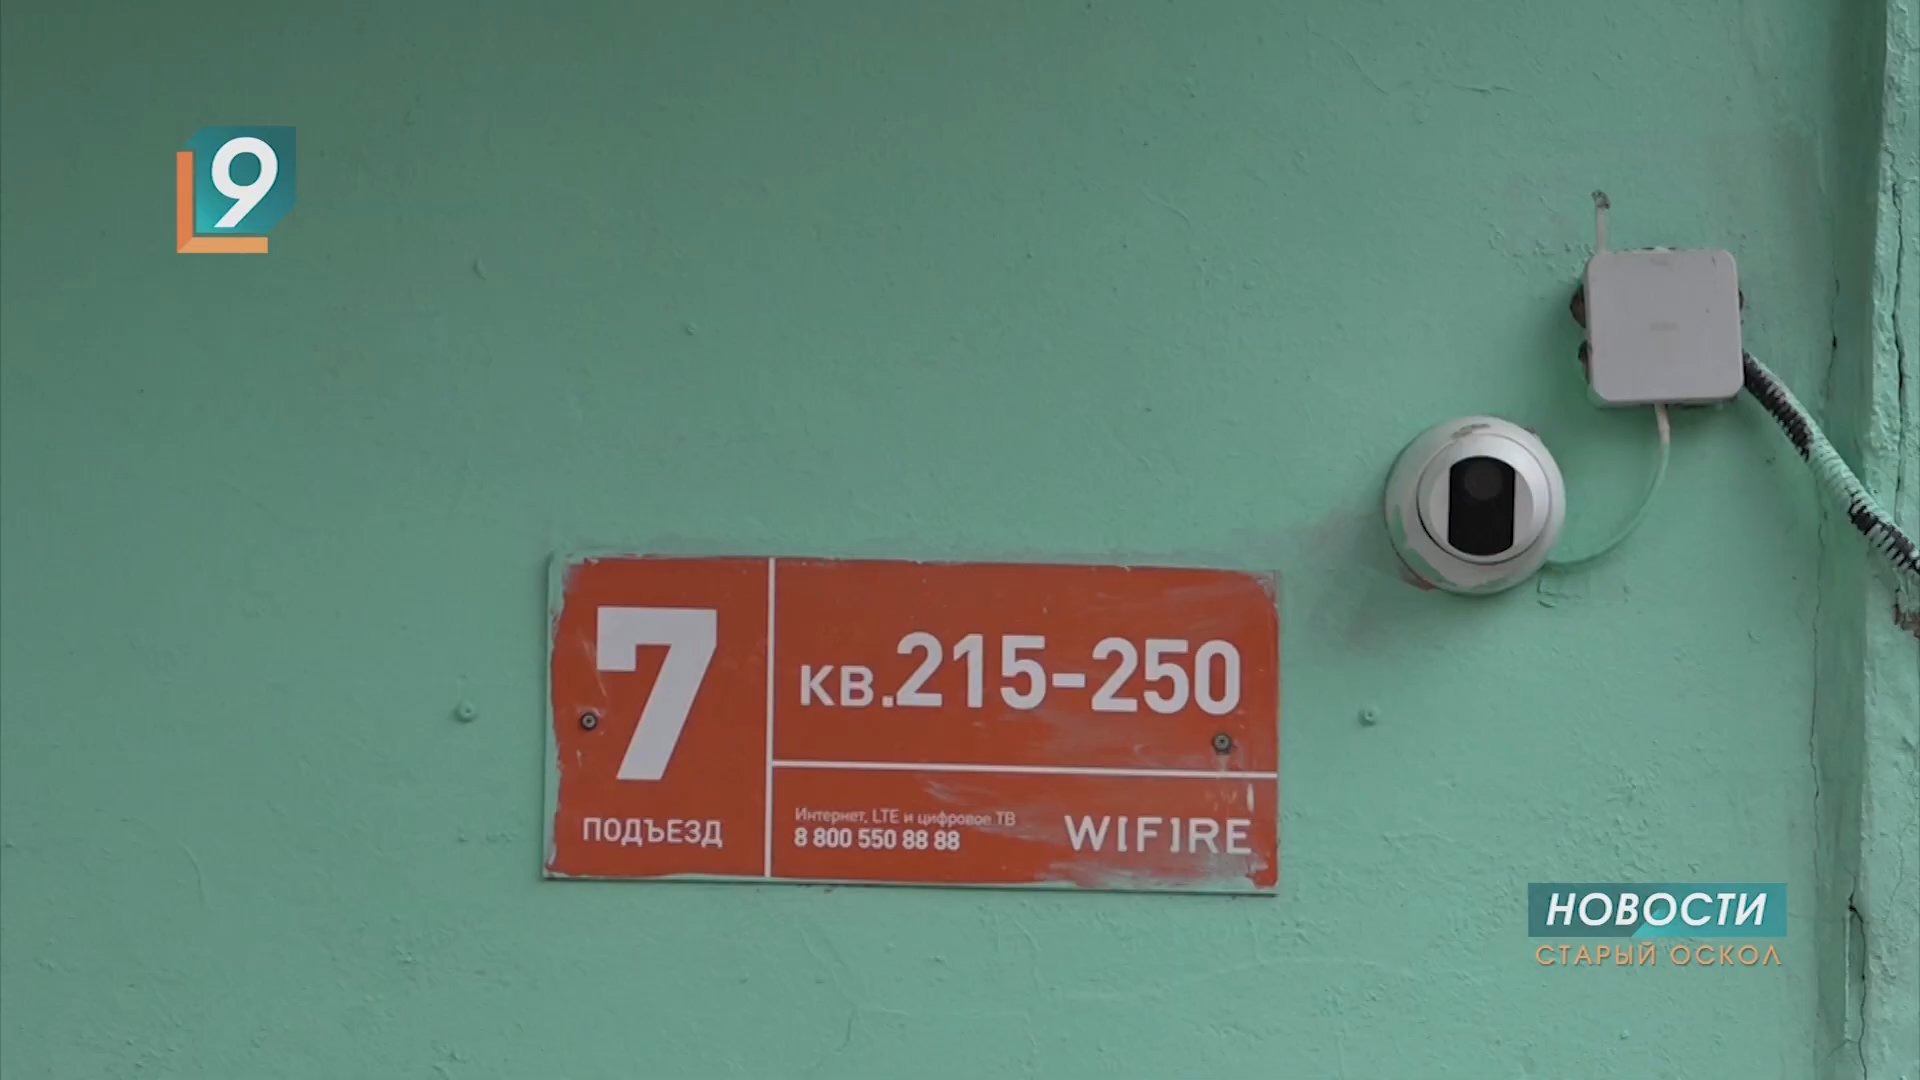 9
7
ПОДЪЕЗД
КВ.215-250
Интернет, LTE и цифровое ТВ
8 800 550 88 88
W[F]RE
НОВОСТИ
СТАРЫЙ ОСКОЛ